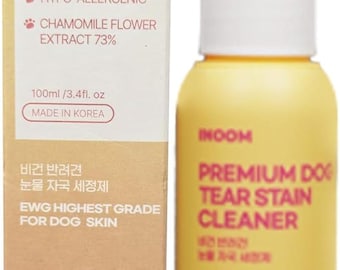 HYPO-ALLERGENIC
CHAMOMILE FLOWER
EXTRACT 73%
100ml /3.4fl. oz
MADE IN KOREA
비건 반려견
눈물 자국 세정제
EWG HIGHEST GRADE
FOR DOG SKIN
INOOM
PREMIUM DOG
TEAR STAIN
CLEANER
비건 반려견
눈물 자국 세정제